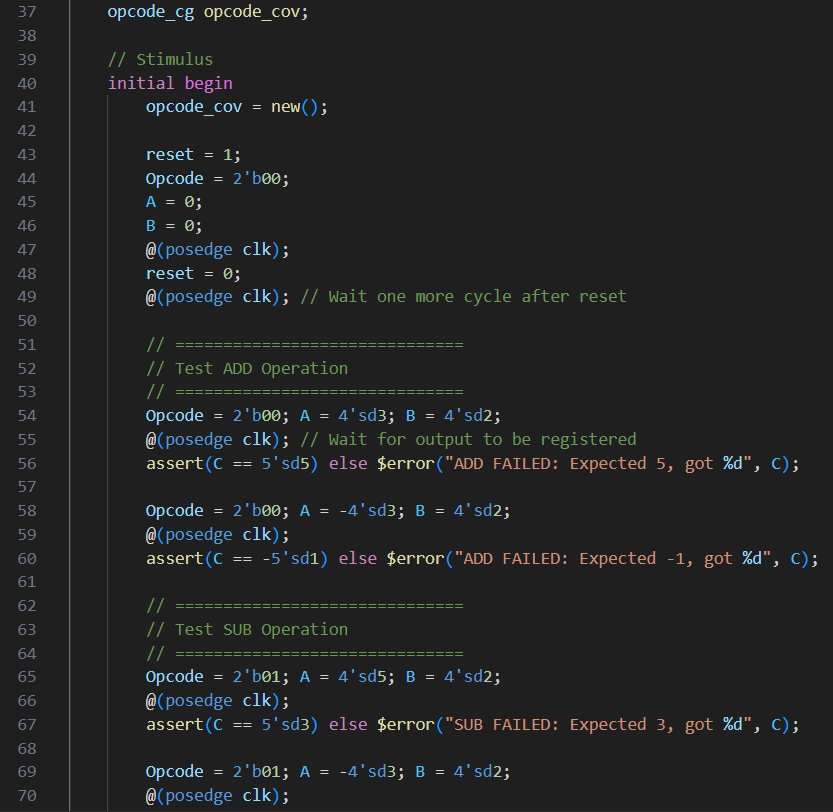 37 opcode_cg opcode_cov;
38
39 // Stimulus
40 initial begin
41 opcode_cov = new();
42
43 reset = 1;
44 Opcode = 2'b00;
45 A = 0;
46 B = 0;
47 @(posedge clk);
48 reset = 0;
49 @(posedge clk); // Wait one more cycle after reset
50
51 // ==============================
52 // Test ADD Operation
53 // ==============================
54 Opcode = 2'b00; A = 4'sd3; B = 4'sd2;
55 @(posedge clk); // Wait for output to be registered
56 assert(C == 5'sd5) else $error("ADD FAILED: Expected 5, got %d", C);
57
58 Opcode = 2'b00; A = -4'sd3; B = 4'sd2;
59 @(posedge clk);
60 assert(C == -5'sd1) else $error("ADD FAILED: Expected -1, got %d", C);
61
62 // ==============================
63 // Test SUB Operation
64 // ==============================
65 Opcode = 2'b01; A = 4'sd5; B = 4'sd2;
66 @(posedge clk);
67 assert(C == 5'sd3) else $error("SUB FAILED: Expected 3, got %d", C);
68
69 Opcode = 2'b01; A = -4'sd3; B = 4'sd2;
70 @(posedge clk);